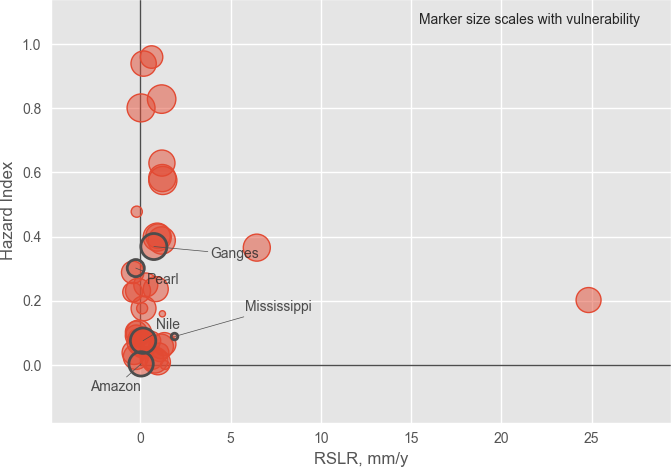 Marker size scales with vulnerability
1.0
0.8
0.6
0.4
0.2
0.0
Hazard Index
Ganges
Pearl
Mississippi
Nile
Amazon
0
5
10
15
20
25
RSLR, mm/y